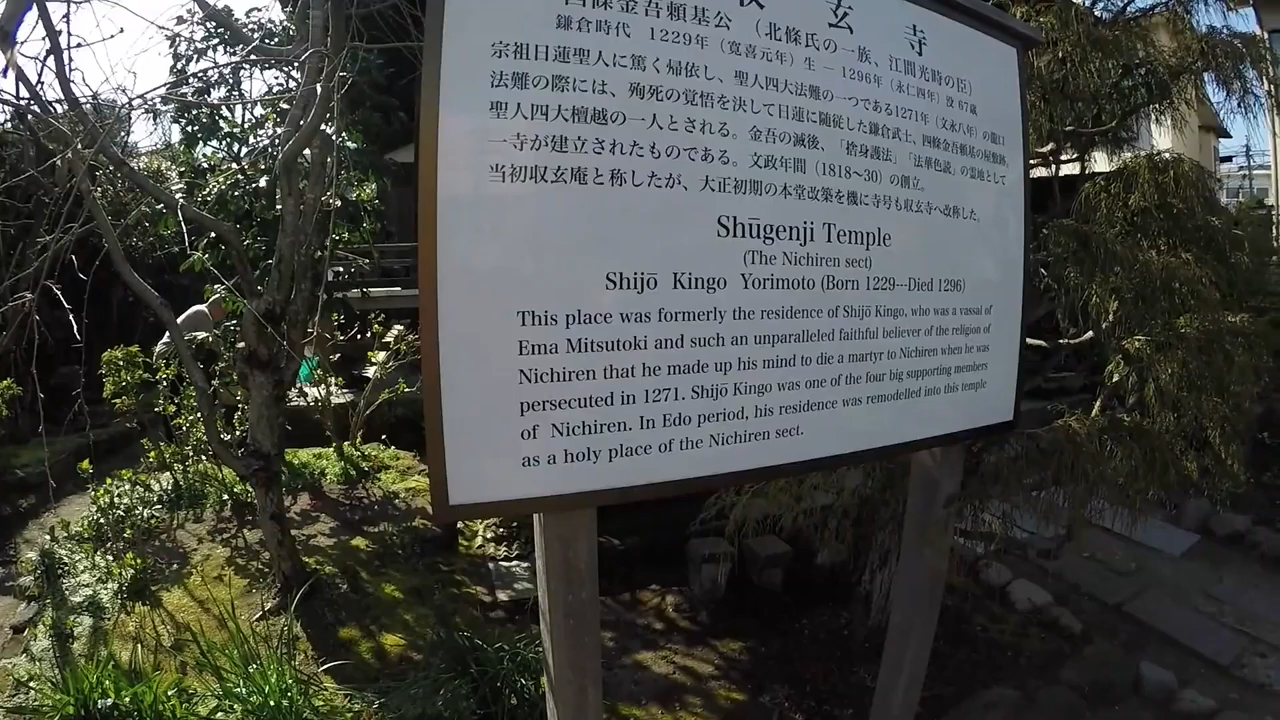 玄寺
四條金吾頼基公（北條氏の一族、江間光時の臣）
鎌倉時代 1229年（寛喜元年）生 ― 1296年（永仁四年）没 67歳
宗祖日蓮聖人に篤く帰依し、聖人四大法難の一つである1271年（文永八年）の龍口
法難の際には、殉死の覚悟を決して日蓮に随従した鎌倉武士、四條金吾頼基の屋敷跡。
聖人四大檀越の一人とされる。金吾の滅後、「捨身護法」「法華色読」の霊地として
一寺が建立されたものである。文政年間（1818〜30）の創立。
当初収玄庵と称したが、大正初期の本堂改築を機に寺号も収玄寺へ改称した。
Shūgenji Temple
(The Nichiren sect)
Shijō Kingo Yorimoto (Born 1229---Died 1296)
This place was formerly the residence of Shijō Kingo, who was a vassal of
Ema Mitsutoki and such an unparalleled faithful believer of the religion of
Nichiren that he made up his mind to die a martyr to Nichiren when he was
persecuted in 1271. Shijō Kingo was one of the four big supporting members
of Nichiren. In Edo period, his residence was remodelled into this temple
as a holy place of the Nichiren sect.